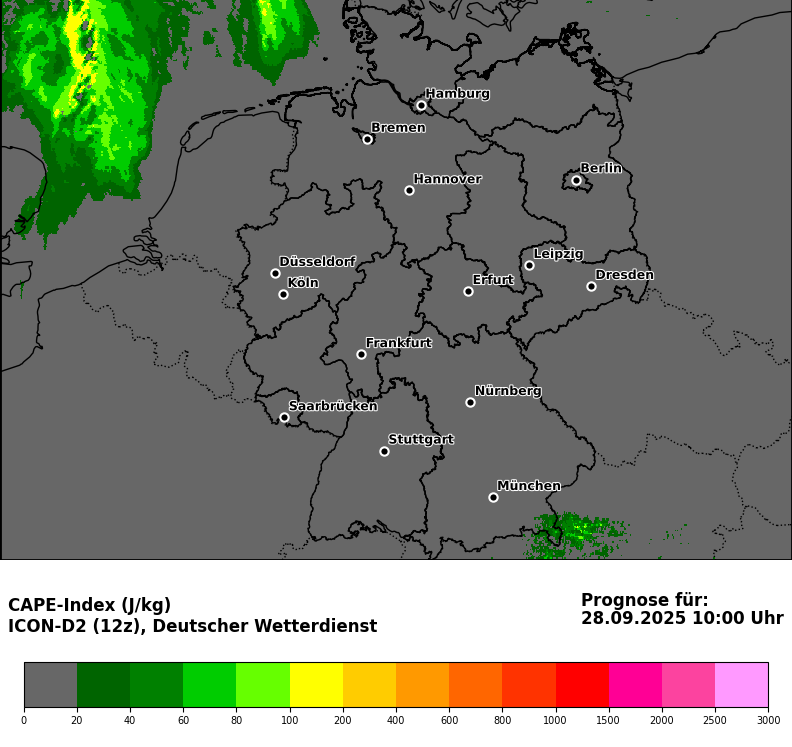 Hamburg
Bremen
Berlin
Hannover
Leipzig
Düsseldorf
Dresden
Köln
Erfurt
Frankfurt
Nürnberg
Saarbrücken
Stuttgart
München
CAPE-Index (J/kg)
ICON-D2 (12z), Deutscher Wetterdienst
Prognose für:
28.09.2025 10:00 Uhr
0 20 40 60 80 100 200 400 600 800 1000 1500 2000 2500 3000